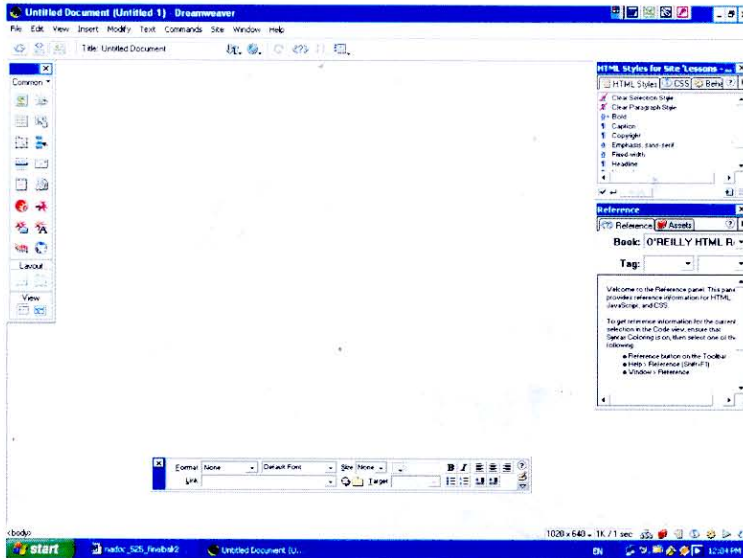 Untitled Document (Untitled-1) - Dreamweaver
File Edit View Insert Modify Text Commands Site Window Help
Title: Untitled Document
Common
Layout
View
HTML Styles for Site 'Lessons - ...
HTML Styles CSS Beha
Clear Selection Style
Clear Paragraph Style
Bold
Caption
Copyright
Emphasis, sans-serif
Fixed-width
Headline
Reference
Reference Assets
Book: O'REILLY HTML R
Tag:
Welcome to the Reference panel. This pane
provides reference information for HTML,
JavaScript, and CSS.
To get reference information for the current
selection in the Code view, ensure that
Syntax Coloring is on, then select one of the
following:
Reference button on the Toolbar
Help > Reference (Shift+F1)
Window > Reference
Format None Default Font Size None B I
Link Target
<body>
1020 x 648 1K / 1 sec
start Untitled Document (U... EN 12:04 PM